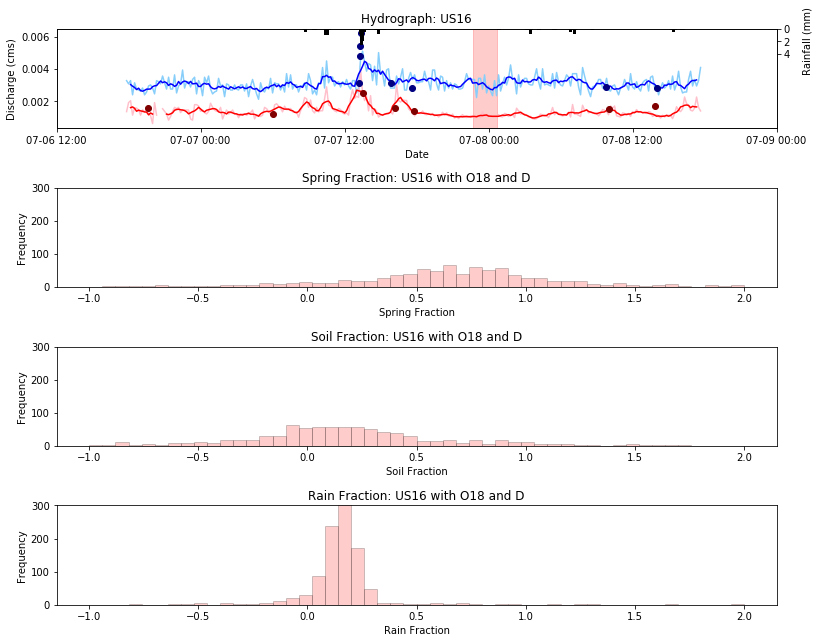 Hydrograph: US16
0.006
0.004
0.002
Discharge (cms)
0
2
4
Rainfall (mm)
07-06 12:00 07-07 00:00 07-07 12:00 07-08 00:00 07-08 12:00 07-09 00:00
Date
Spring Fraction: US16 with O18 and D
300
200
100
0
Frequency
−1.0 −0.5 0.0 0.5 1.0 1.5 2.0
Spring Fraction
Soil Fraction: US16 with O18 and D
300
200
100
0
Frequency
−1.0 −0.5 0.0 0.5 1.0 1.5 2.0
Soil Fraction
Rain Fraction: US16 with O18 and D
300
200
100
0
Frequency
−1.0 −0.5 0.0 0.5 1.0 1.5 2.0
Rain Fraction